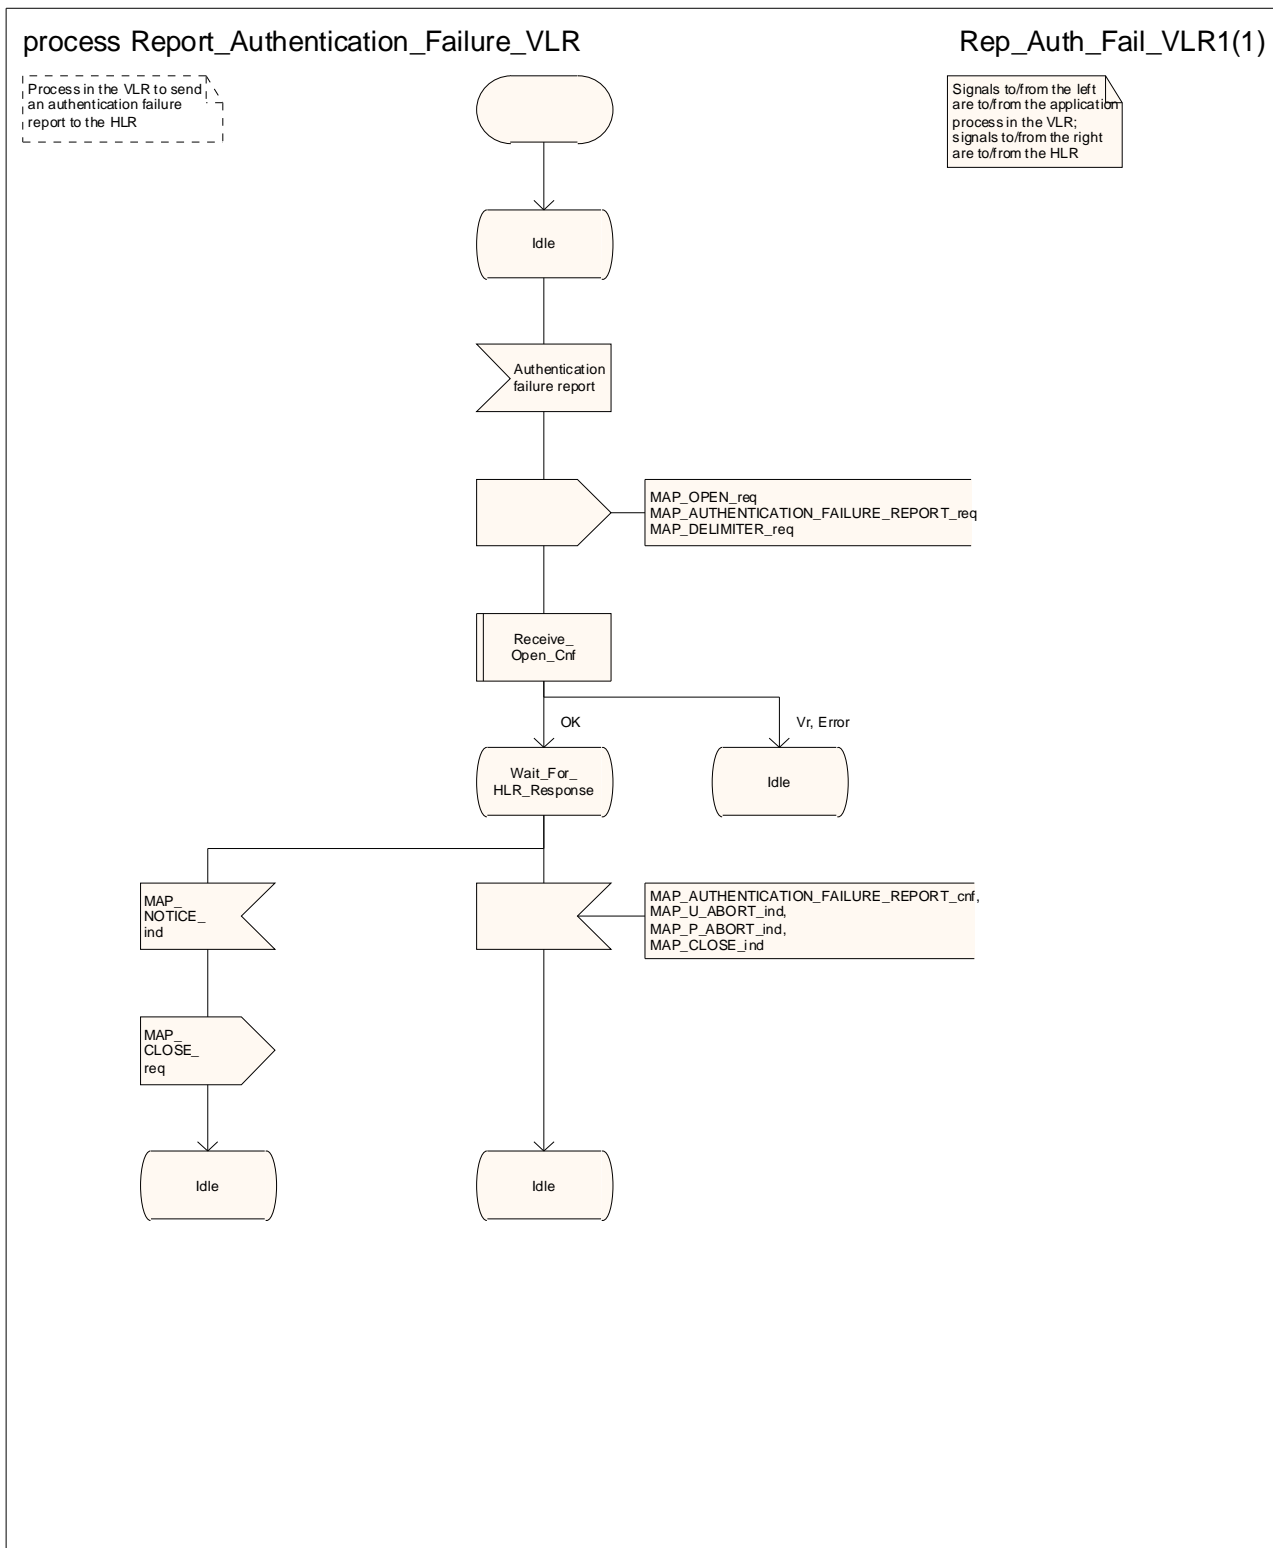 process Report_Authentication_Failure_VLR
Rep_Auth_Fail_VLR1(1)
Process in the VLR to send
an authentication failure
report to the HLR
Signals to/from the left
are to/from the application
process in the VLR;
signals to/from the right
are to/from the HLR
Idle
Authentication
failure report
MAP_OPEN_req
MAP_AUTHENTICATION_FAILURE_REPORT_req
MAP_DELIMITER_req
Receive_
Open_Cnf
OK
Vr, Error
Wait_For_
HLR_Response
Idle
MAP_
NOTICE_
ind
MAP_AUTHENTICATION_FAILURE_REPORT_cnf,
MAP_U_ABORT_ind,
MAP_P_ABORT_ind,
MAP_CLOSE_ind
MAP_
CLOSE_
req
Idle
Idle